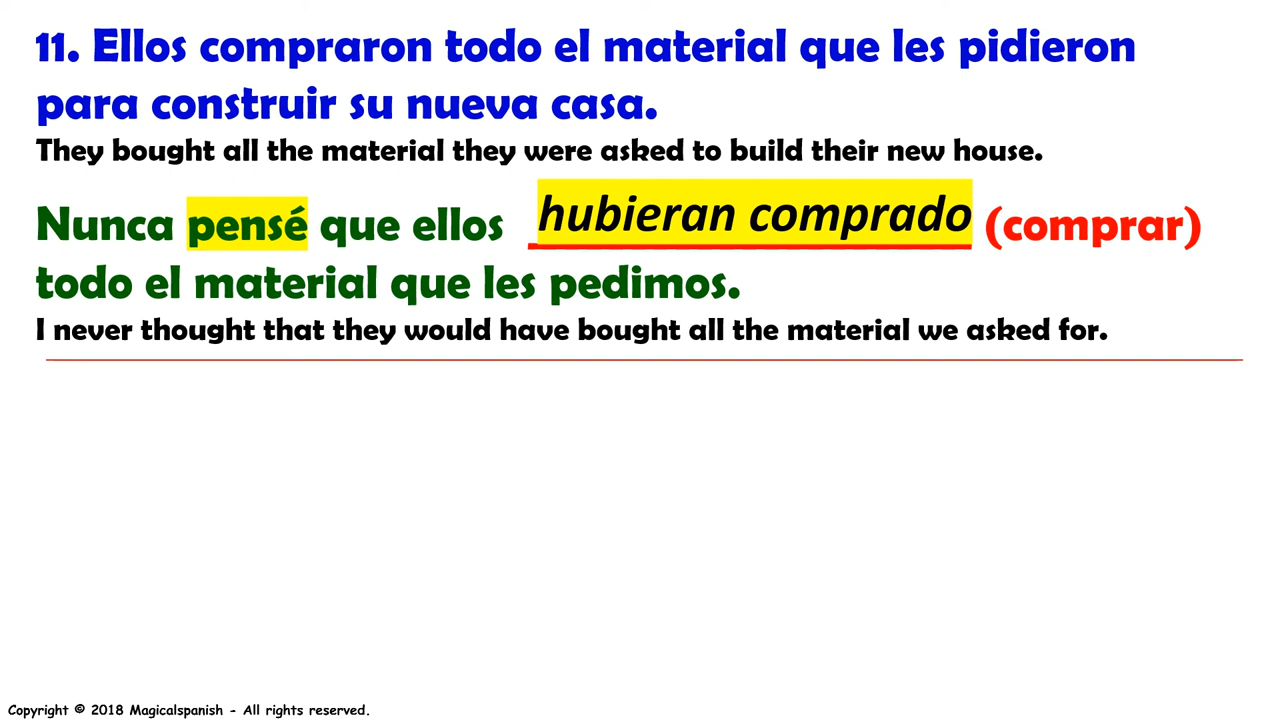 11. Ellos compraron todo el material que les pidieron
para construir su nueva casa.
They bought all the material they were asked to build their new house.
Nunca pensé que ellos hubieran comprado (comprar)
todo el material que les pedimos.
I never thought that they would have bought all the material we asked for.
Copyright © 2018 Magicalspanish - All rights reserved.